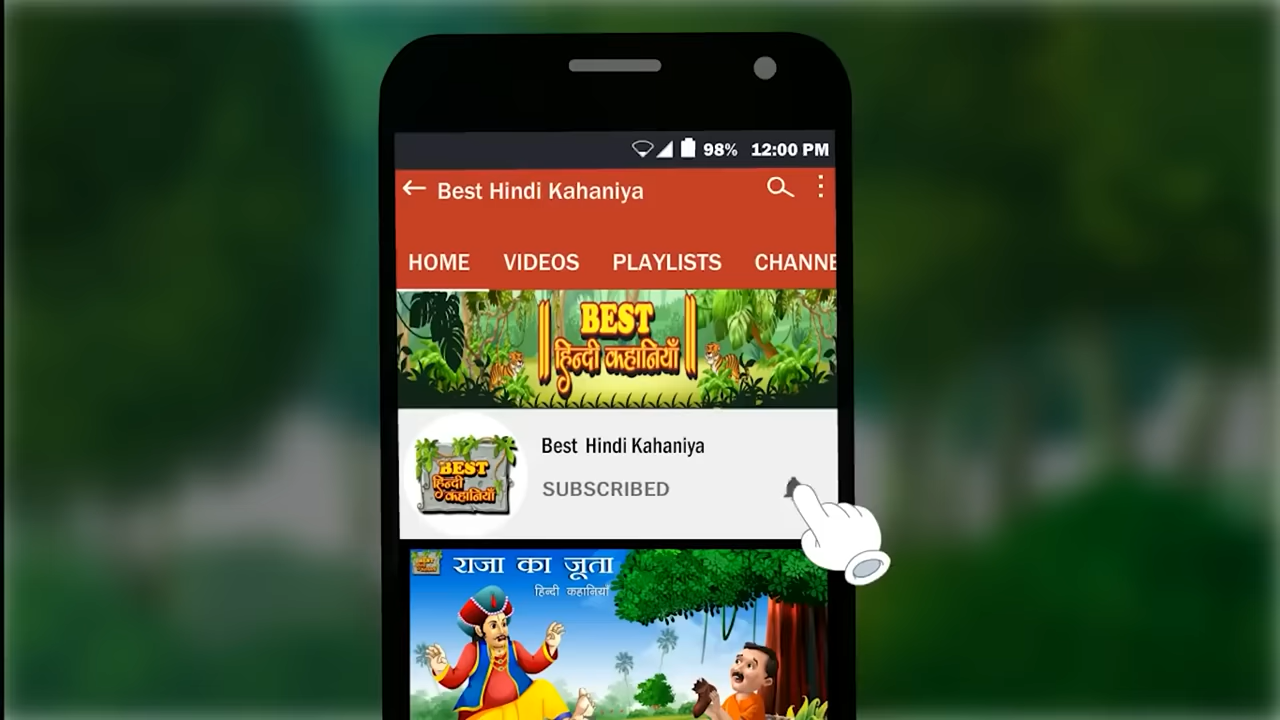 98% 12:00 PM
Best Hindi Kahaniya
HOME VIDEOS PLAYLISTS CHANNE
BEST
हिन्दी कहानियाँ
Best Hindi Kahaniya
SUBSCRIBED
BEST
हिन्दी
कहानियाँ
राजा का जूता
हिन्दी कहानियाँ